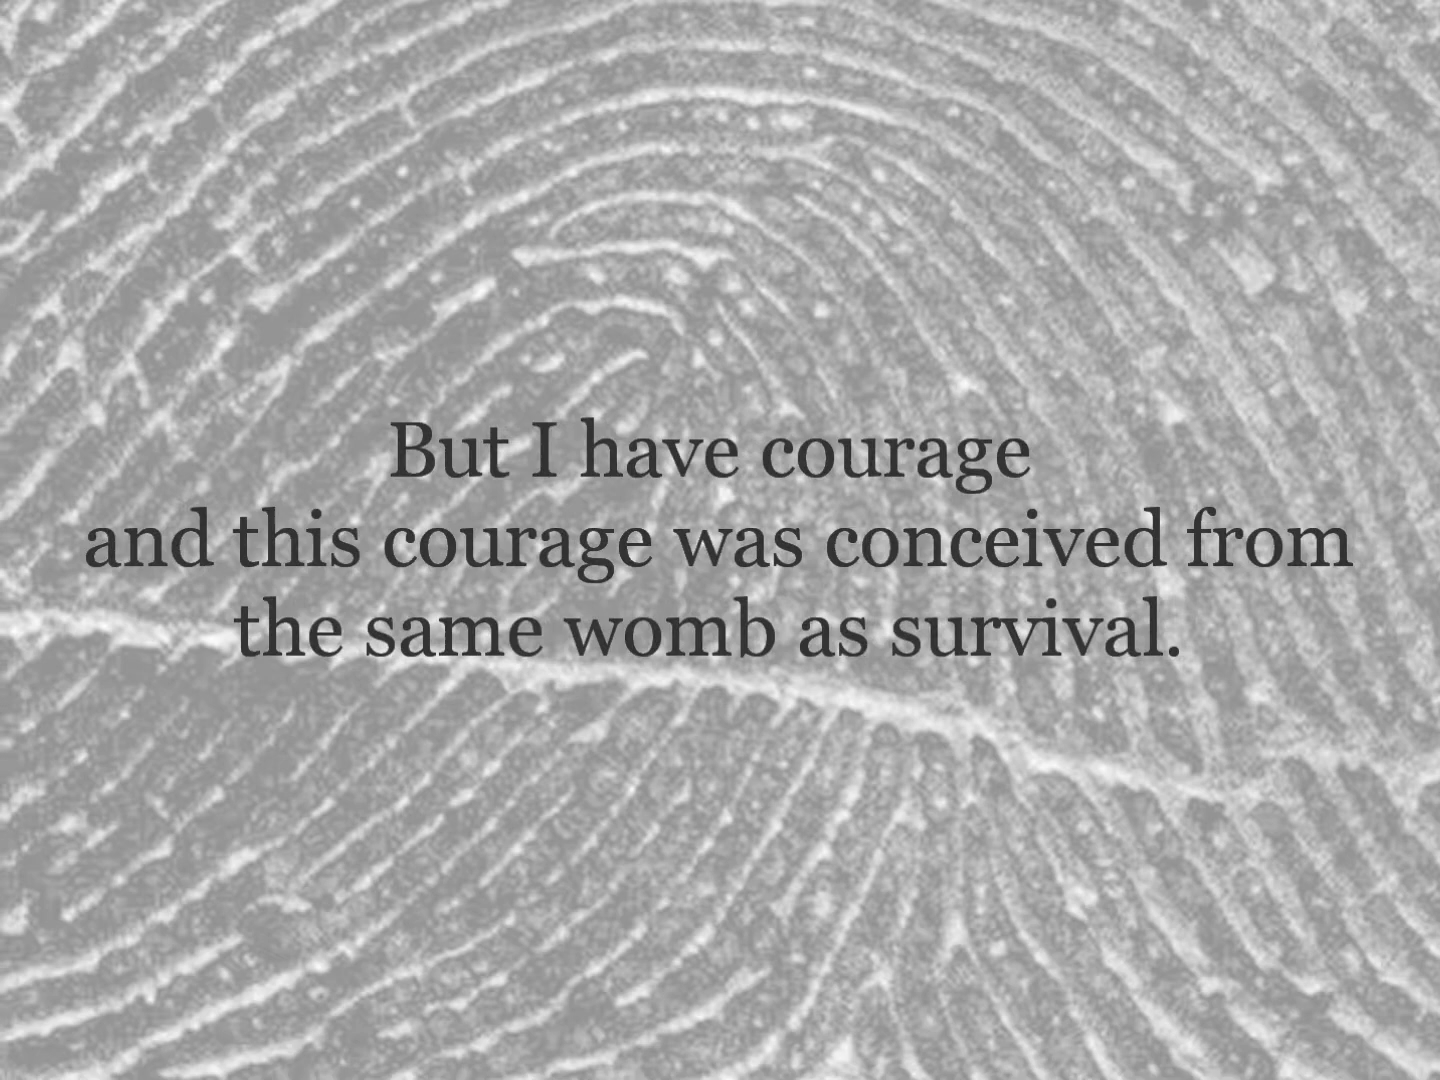 But I have courage
and this courage was conceived from
the same womb as survival.